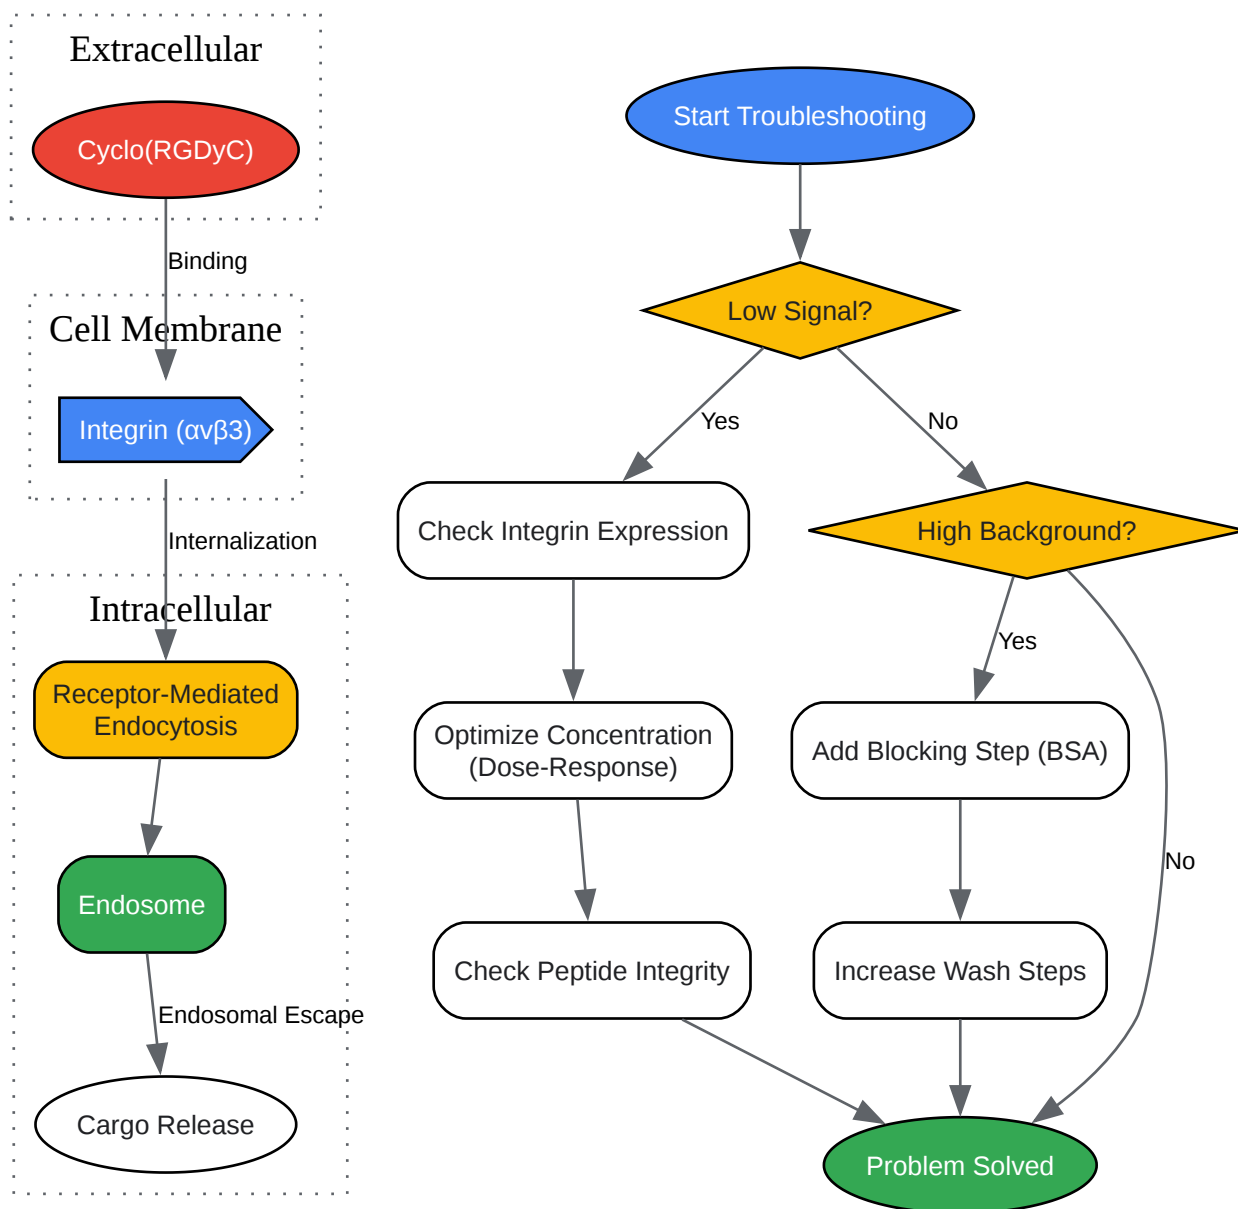 Extracellular
Cyclo(RGDyC)
Binding
Cell Membrane
Integrin (αvβ3)
Internalization
Intracellular
Receptor-Mediated
Endocytosis
Endosome
Endosomal Escape
Cargo Release
Start Troubleshooting
Low Signal?
Yes
No
Check Integrin Expression
High Background?
Yes
Optimize Concentration
(Dose-Response)
Add Blocking Step (BSA)
No
Check Peptide Integrity
Increase Wash Steps
Problem Solved